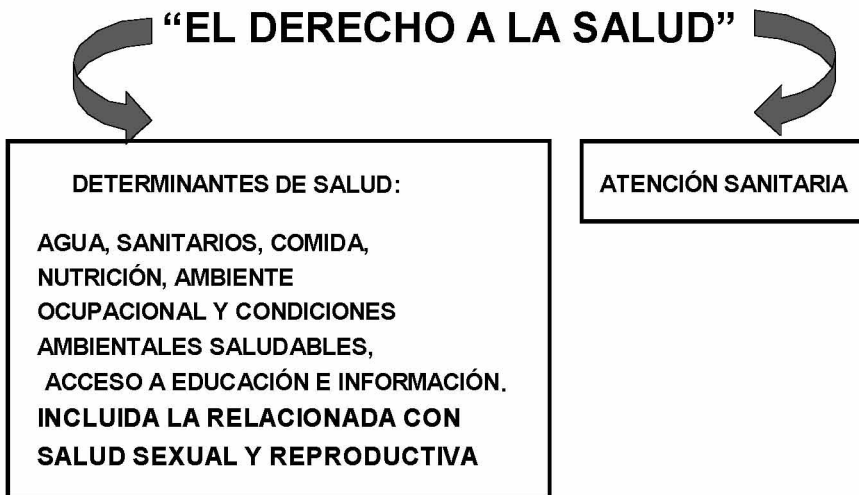 “EL DERECHO A LA SALUD”
DETERMINANTES DE SALUD:
AGUA, SANITARIOS, COMIDA,
NUTRICIÓN, AMBIENTE
OCUPACIONAL Y CONDICIONES
AMBIENTALES SALUDABLES,
ACCESO A EDUCACIÓN E INFORMACIÓN.
INCLUIDA LA RELACIONADA CON
SALUD SEXUAL Y REPRODUCTIVA
ATENCIÓN SANITARIA